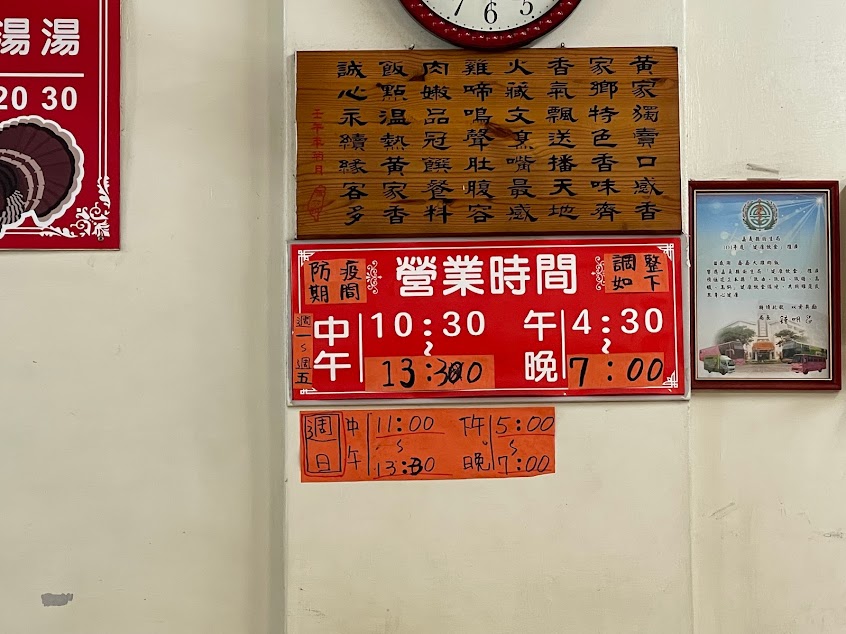 湯湯
20 30
7 6 5
黃家獨賣口感香
家鄉特色香味齊
香氣飄送播天地
火藏文烹嘴最感
雞啼鳴聲肚腹容
肉嫩品冠饌餐料
飯點溫熱黃家香
誠心永續緣客多
防疫期間
營業時間
調整如下
週一~週五
中午 10:30~13:30
午晚 4:30~7:00
週日
中午 11:00~13:30
下午。晚 5:00~7:00